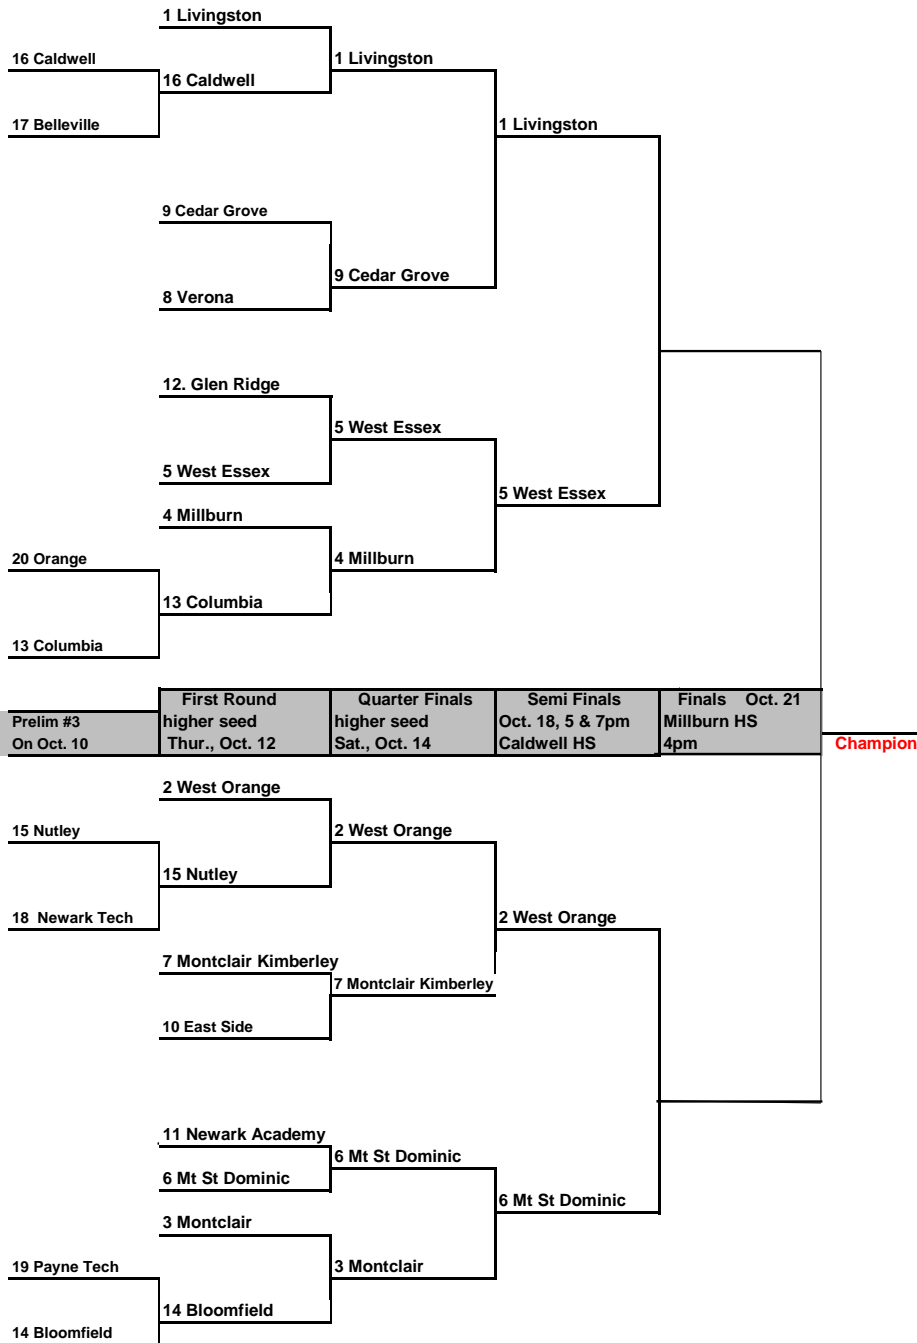 1 Livingston
16 Caldwell
1 Livingston
16 Caldwell
17 Belleville
1 Livingston
9 Cedar Grove
9 Cedar Grove
8 Verona
12. Glen Ridge
5 West Essex
5 West Essex
5 West Essex
4 Millburn
20 Orange
4 Millburn
13 Columbia
13 Columbia
First Round
Quarter Finals
Semi Finals
Finals Oct. 21
Prelim #3
higher seed
higher seed
Oct. 18, 5 & 7pm
Millburn HS
On Oct. 10
Thur., Oct. 12
Sat., Oct. 14
Caldwell HS
4pm
Champion
2 West Orange
15 Nutley
2 West Orange
15 Nutley
18 Newark Tech
2 West Orange
7 Montclair Kimberley
7 Montclair Kimberley
10 East Side
11 Newark Academy
6 Mt St Dominic
6 Mt St Dominic
6 Mt St Dominic
3 Montclair
19 Payne Tech
3 Montclair
14 Bloomfield
14 Bloomfield